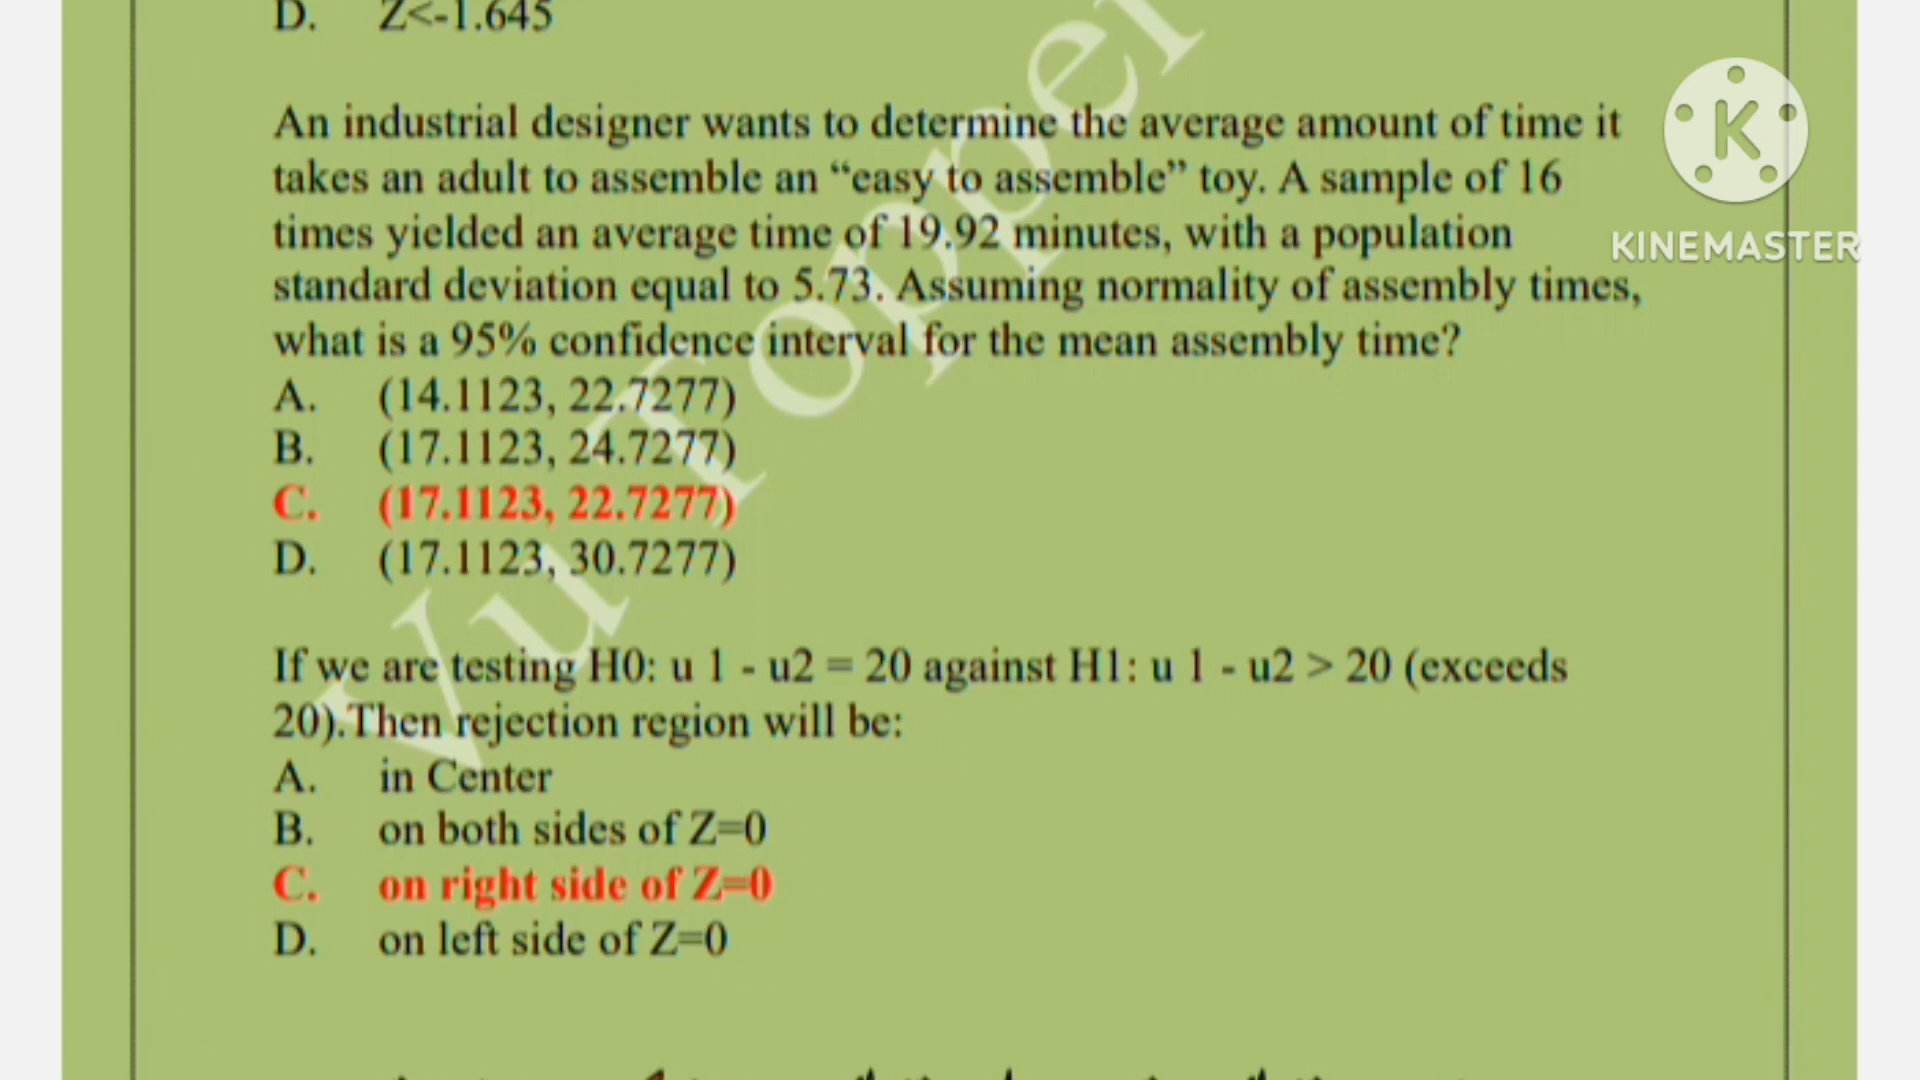 D. Z<-1.645
An industrial designer wants to determine the average amount of time it
takes an adult to assemble an “easy to assemble” toy. A sample of 16
times yielded an average time of 19.92 minutes, with a population
standard deviation equal to 5.73. Assuming normality of assembly times,
what is a 95% confidence interval for the mean assembly time?
A. (14.1123, 22.7277)
B. (17.1123, 24.7277)
C. (17.1123, 22.7277)
D. (17.1123, 30.7277)
If we are testing H0: u 1 - u2 = 20 against H1: u 1 - u2 > 20 (exceeds
20).Then rejection region will be:
A. in Center
B. on both sides of Z=0
C. on right side of Z=0
D. on left side of Z=0
Vu Topper
K
KINEMASTER